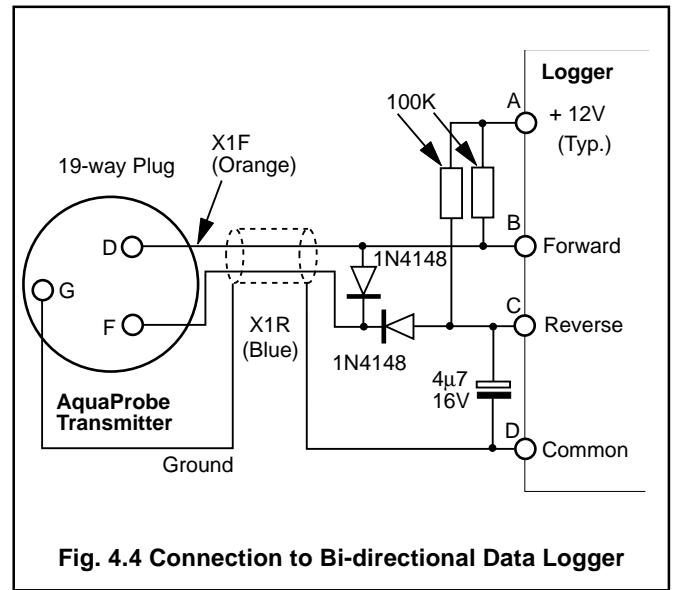 Logger
A
+ 12V
(Typ.)
100K
X1F
(Orange)
19-way Plug
B
Forward
D
1N4148
G
C
Reverse
F
X1R
(Blue)
1N4148
4µ7
16V
AquaProbe
Transmitter
D
Common
Ground
Fig. 4.4 Connection to Bi-directional Data Logger